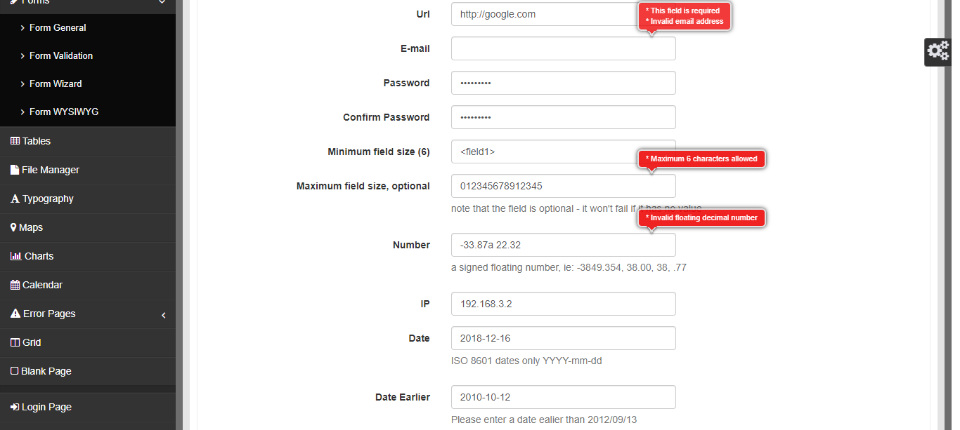 Forms
Form General
Form Validation
Form Wizard
Form WYSIWYG
Tables
File Manager
Typography
Maps
Charts
Calendar
Error Pages
Grid
Blank Page
Login Page
Url
http://google.com
* This field is required
* Invalid email address
E-mail
Password
•••••••••
Confirm Password
•••••••••
Minimum field size (6)
<field1>
* Maximum 6 characters allowed
Maximum field size, optional
012345678912345
note that the field is optional - it won't fail if it has no value
* Invalid floating decimal number
Number
-33.87a 22.32
a signed floating number, ie: -3849.354, 38.00, 38, .77
IP
192.168.3.2
Date
2018-12-16
ISO 8601 dates only YYYY-mm-dd
Date Earlier
2010-10-12
Please enter a date ealier than 2012/09/13